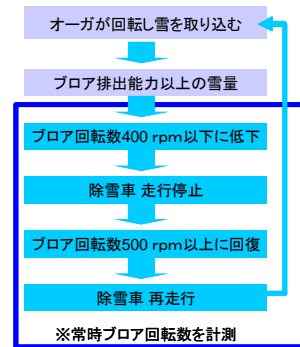 オーガが回転し雪を取り込む
ブロア排出能力以上の雪量
ブロア回転数400 rpm以下に低下
除雪車 走行停止
ブロア回転数500 rpm以上に回復
除雪車 再走行
※常時ブロア回転数を計測